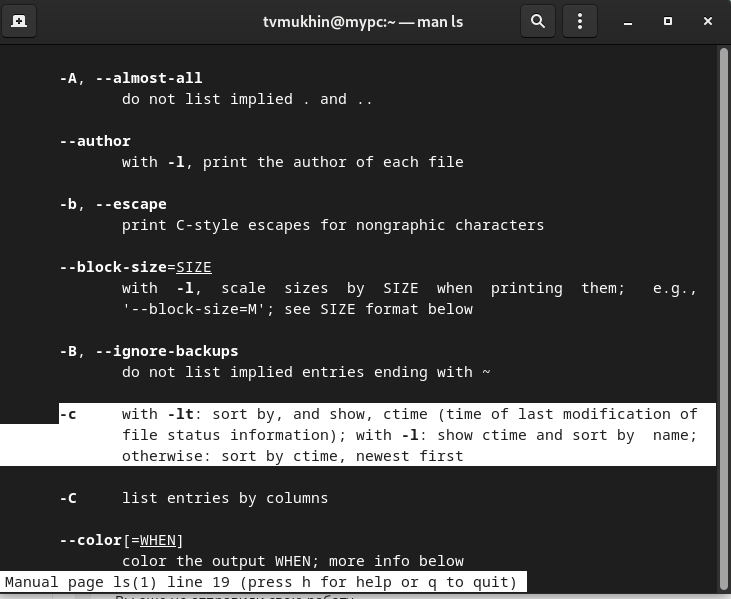 tvmukhin@mypc:~ — man ls
-A, --almost-all
do not list implied . and ..
--author
with -l, print the author of each file
-b, --escape
print C-style escapes for nongraphic characters
--block-size=SIZE
with -l, scale sizes by SIZE when printing them; e.g.,
'--block-size=M'; see SIZE format below
-B, --ignore-backups
do not list implied entries ending with ~
-c with -lt: sort by, and show, ctime (time of last modification of
file status information); with -l: show ctime and sort by name;
otherwise: sort by ctime, newest first
-C list entries by columns
--color[=WHEN]
color the output WHEN; more info below
Manual page ls(1) line 19 (press h for help or q to quit)